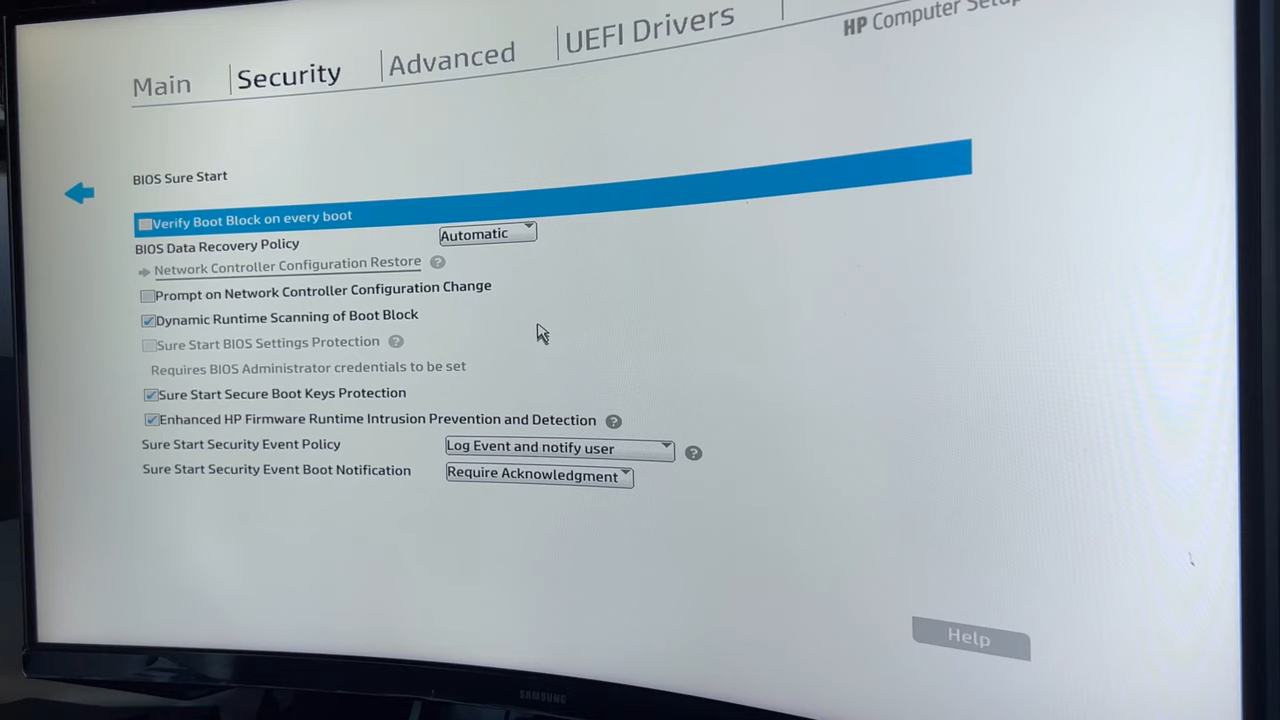 Main
Security
Advanced
UEFI Drivers
HP Computer Setup
BIOS Sure Start
Verify Boot Block on every boot
BIOS Data Recovery Policy Automatic
Network Controller Configuration Restore ?
Prompt on Network Controller Configuration Change
Dynamic Runtime Scanning of Boot Block
Sure Start BIOS Settings Protection ?
Requires BIOS Administrator credentials to be set
Sure Start Secure Boot Keys Protection
Enhanced HP Firmware Runtime Intrusion Prevention and Detection ?
Sure Start Security Event Policy Log Event and notify user ?
Sure Start Security Event Boot Notification Require Acknowledgment
Help
SAMSUNG